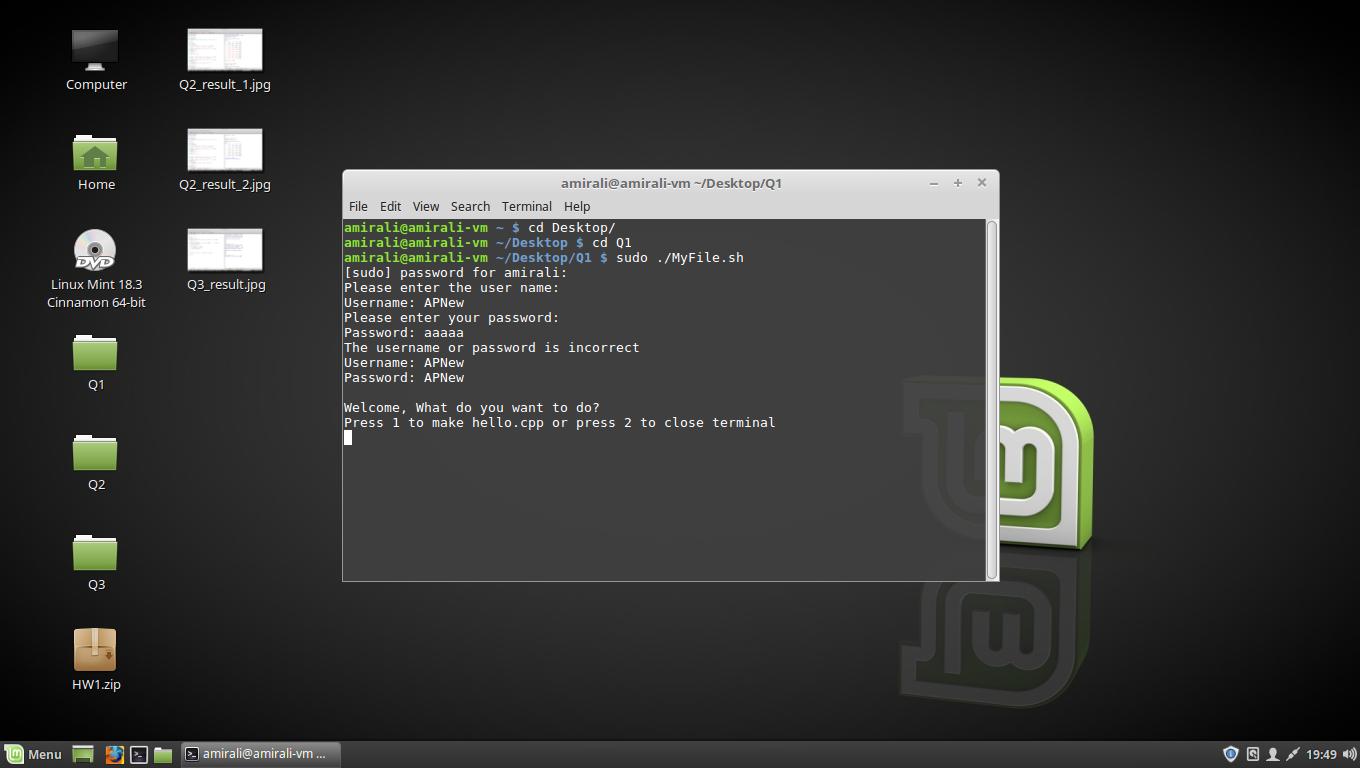 Computer
Q2_result_1.jpg
Home
Q2_result_2.jpg
DVD
Linux Mint 18.3
Cinnamon 64-bit
Q3_result.jpg
Q1
Q2
Q3
HW1.zip
amirali@amirali-vm ~/Desktop/Q1
File Edit View Search Terminal Help
amirali@amirali-vm ~ $ cd Desktop/
amirali@amirali-vm ~/Desktop $ cd Q1
amirali@amirali-vm ~/Desktop/Q1 $ sudo ./MyFile.sh
[sudo] password for amirali:
Please enter the user name:
Username: APNew
Please enter your password:
Password: aaaaa
The username or password is incorrect
Username: APNew
Password: APNew
Welcome, What do you want to do?
Press 1 to make hello.cpp or press 2 to close terminal
Menu
amirali@amirali-vm ...
19:49